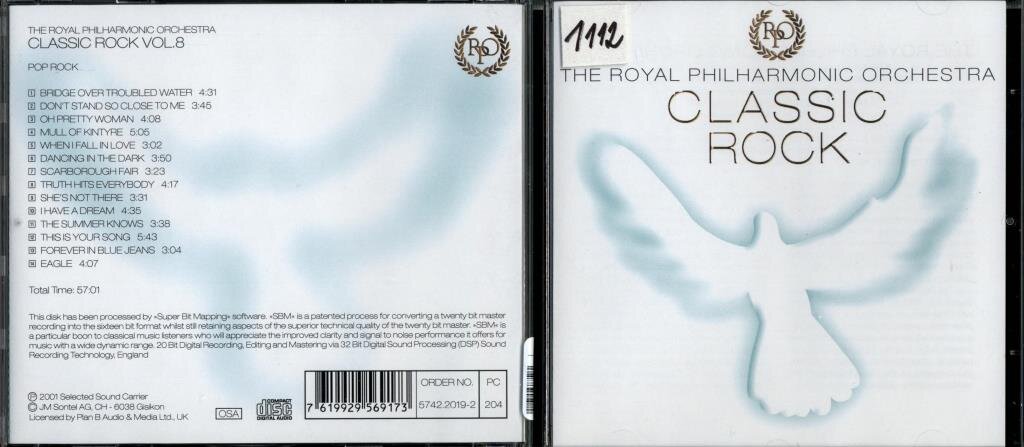 THE ROYAL PHILHARMONIC ORCHESTRA
CLASSIC ROCK VOL.8
RPO
POP ROCK
1 BRIDGE OVER TROUBLED WATER 4:31
2 DON'T STAND SO CLOSE TO ME 3:45
3 OH PRETTY WOMAN 4:08
4 MULL OF KINTYRE 5:05
5 WHEN I FALL IN LOVE 3:02
6 DANCING IN THE DARK 3:50
7 SCARBOROUGH FAIR 3:23
8 TRUTH HITS EVERYBODY 4:17
9 SHE'S NOT THERE 3:31
10 I HAVE A DREAM 4:35
11 THE SUMMER KNOWS 3:38
12 THIS IS YOUR SONG 5:43
13 FOREVER IN BLUE JEANS 3:04
14 EAGLE 4:07
Total Time: 57:01
This disk has been processed by »Super Bit Mapping« software. »SBM« is a patented process for converting a twenty bit master
recording into the sixteen bit format whilst still retaining aspects of the superior technical quality of the twenty bit master. »SBM« is
a particular boon to classical music listeners who will appreciate the improved clarity and signal to noise performance it offers for
music with a wide dynamic range. 20 Bit Digital Recording, Editing and Mastering via 32 Bit Digital Sound Processing (DSP) Sound
Recording Technology, England
Ⓟ 2001 Selected Sound Carrier
© JM Sontel AG, CH - 6038 Gisikon
Licensed by Plan B Audio & Media Ltd., UK
OSA
COMPACT
disc
DIGITAL AUDIO
7 619929 569173
ORDER NO.
5742.2019-2
PC
204
1112
RPO
THE ROYAL PHILHARMONIC ORCHESTRA
CLASSIC
ROCK